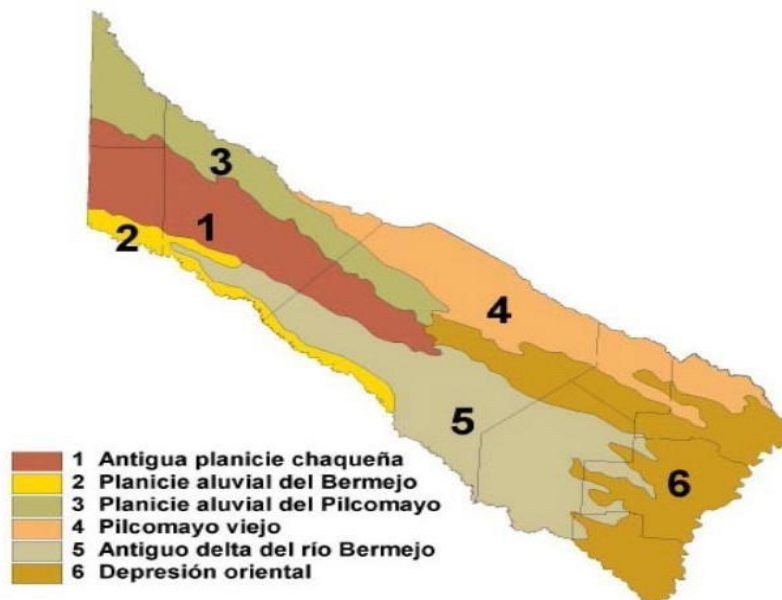 3
1
2
4
5
6
1 Antigua planicie chaqueña
2 Planicie aluvial del Bermejo
3 Planicie aluvial del Pilcomayo
4 Pilcomayo viejo
5 Antiguo delta del río Bermejo
6 Depresión oriental